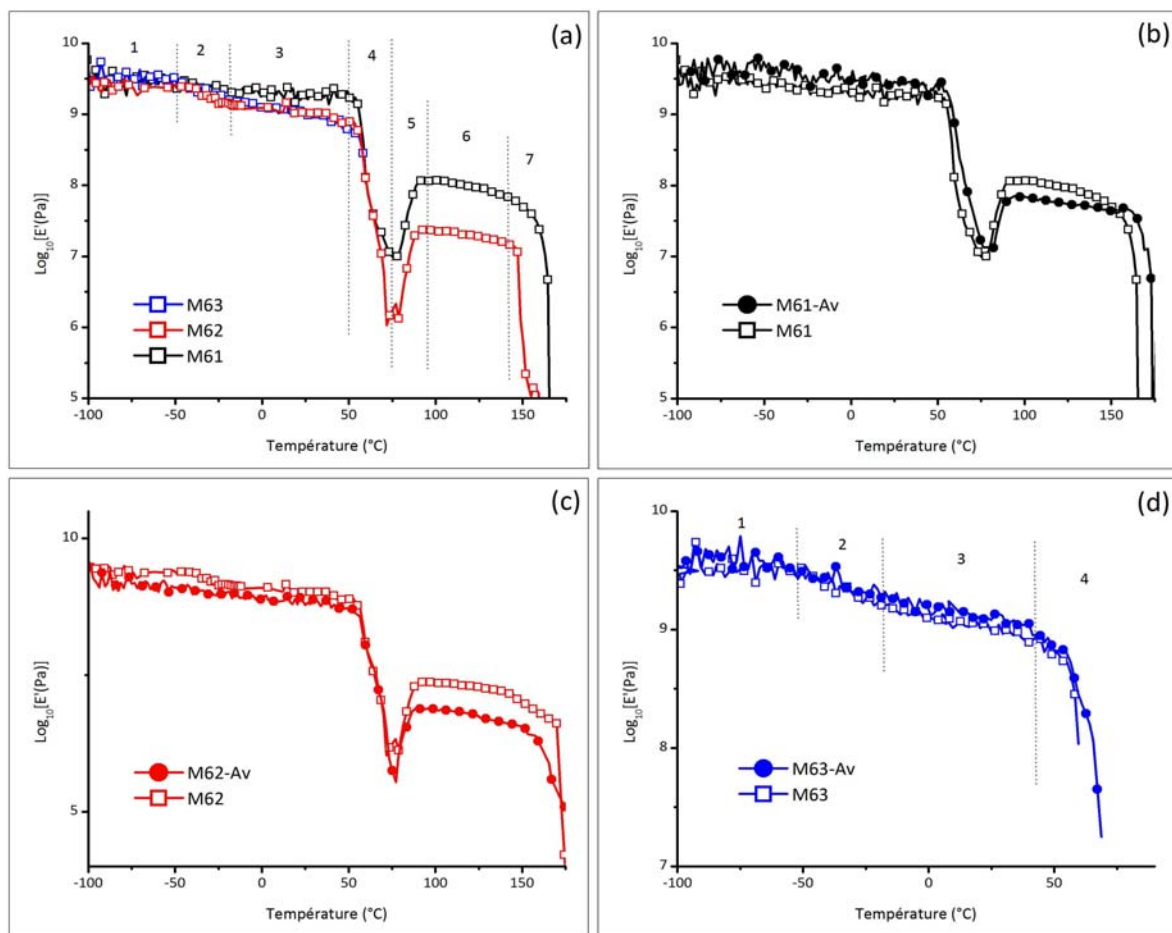 (a)
1 2 3 4 5 6 7
Log10[E'(Pa)]
10
9
8
7
6
5
M63
M62
M61
-100 -50 0 50 100 150
Température (°C)
(b)
Log10[E'(Pa)]
10
9
8
7
6
5
M61-Av
M61
-100 -50 0 50 100 150
Température (°C)
(c)
Log10[E'(Pa)]
10
5
M62-Av
M62
-100 -50 0 50 100 150
Température (°C)
(d)
1 2 3 4
Log10[E'(Pa)]
10
9
8
7
M63-Av
M63
-100 -50 0 50
Température (°C)